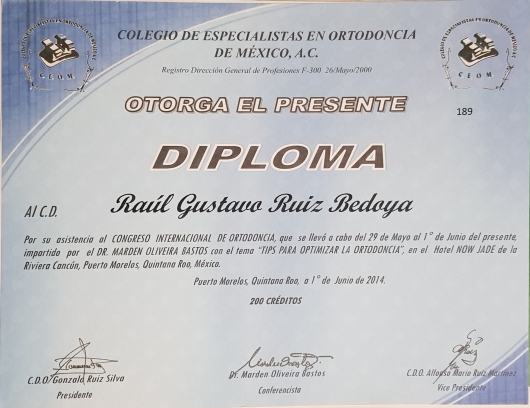 COLEGIO DE ESPECIALISTAS EN ORTODONCIA
DE MÉXICO, A.C.
Registro Dirección General de Profesiones F-300 26/Mayo/2000
C E O M
C E O M
OTORGA EL PRESENTE
189
DIPLOMA
Al C.D. Raúl Gustavo Ruiz Bedoya
Por su asistencia al CONGRESO INTERNACIONAL DE ORTODONCIA, que se llevó a cabo del 29 de Mayo al 1° de Junio del presente,
impartido por el DR. MARDEN OLIVEIRA BASTOS con el tema "TIPS PARA OPTIMIZAR LA ORTODONCIA", en el Hotel NOW JADE de la
Riviera Cancún, Puerto Morelos, Quintana Roo, México.
Puerto Morelos, Quintana Roo, a 1° de Junio de 2014.
200 CRÉDITOS
C.D.O. Gonzalo Ruiz Silva
Presidente
Dr. Marden Oliveira Bastos
Conferencista
C.D.O. Alfonso Mario Ruiz Martínez
Vice Presidente